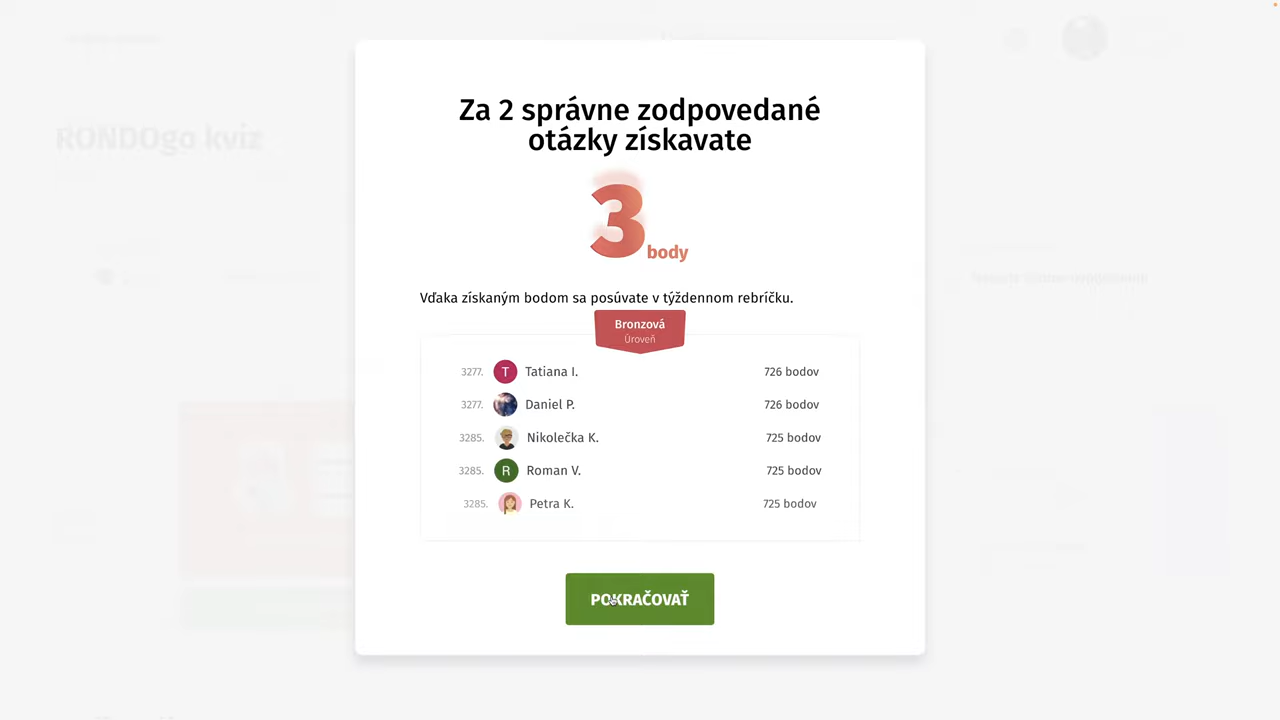 RONDOgo kvíz
Za 2 správne zodpovedané
otázky získavate
3 body
Vďaka získaným bodom sa posúvate v týždennom rebríčku.
Bronzová
Úroveň
3277. T Tatiana I. 726 bodov
3277. Daniel P. 726 bodov
3285. Nikolečka K. 725 bodov
3285. R Roman V. 725 bodov
3285. Petra K. 725 bodov
POKRAČOVAŤ